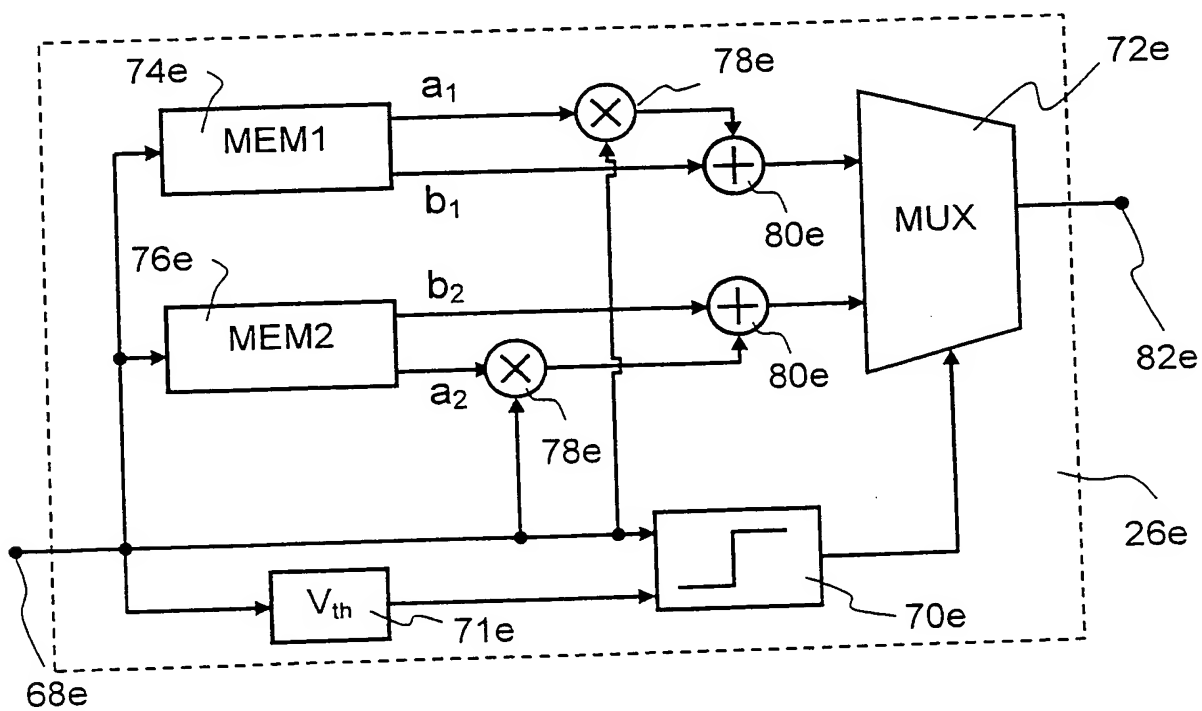 74e
a₁
78e
72e
MEM1
b₁
80e
MUX
76e
b₂
MEM2
a₂
80e
82e
78e
26e
Vth
71e
70e
68e